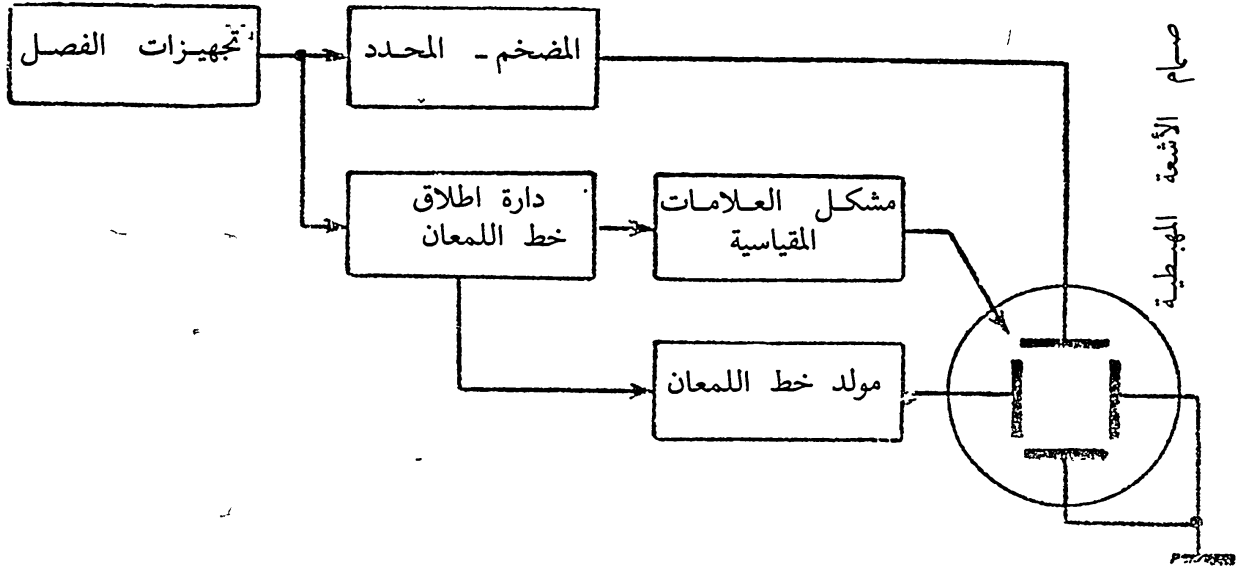 تجهيزات الفصل
المضخم - المحدد
دارة اطلاق
خط اللمعان
مشكل العلامات
المقياسية
مولد خط اللمعان
صمام الأشعة المهبطية